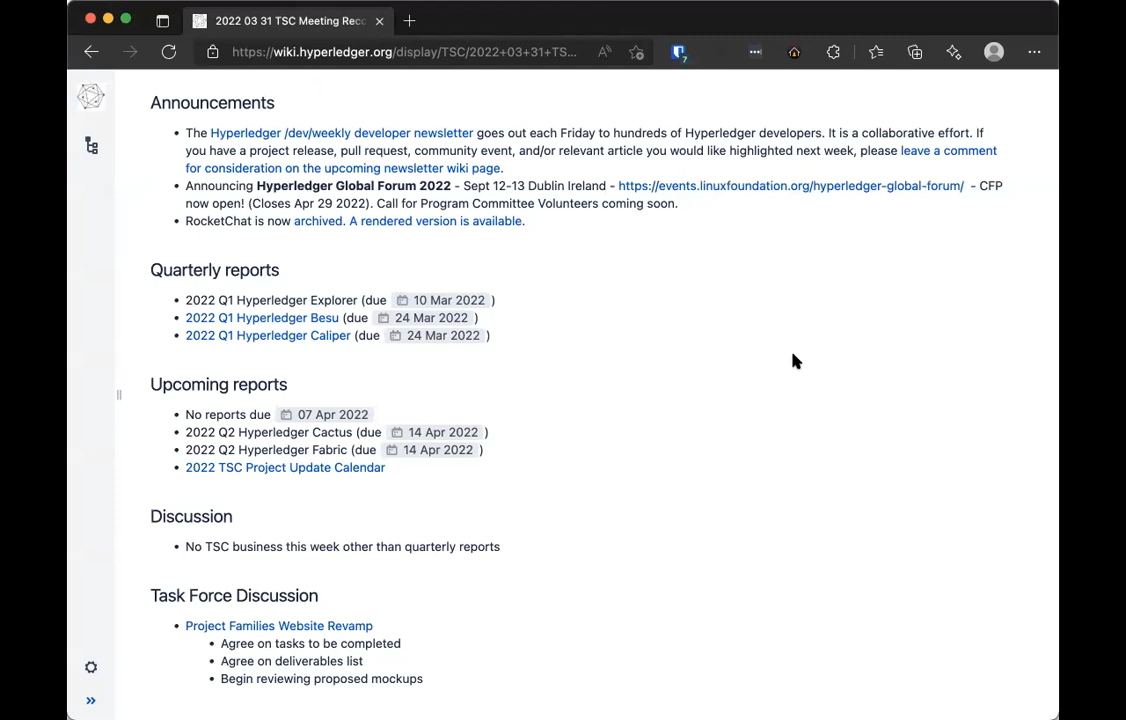 2022 03 31 TSC Meeting Reco
https://wiki.hyperledger.org/display/TSC/2022+03+31+TS...
7
Announcements
The Hyperledger /dev/weekly developer newsletter goes out each Friday to hundreds of Hyperledger developers. It is a collaborative effort. If
you have a project release, pull request, community event, and/or relevant article you would like highlighted next week, please leave a comment
for consideration on the upcoming newsletter wiki page.
Announcing Hyperledger Global Forum 2022 - Sept 12-13 Dublin Ireland - https://events.linuxfoundation.org/hyperledger-global-forum/ - CFP
now open! (Closes Apr 29 2022). Call for Program Committee Volunteers coming soon.
RocketChat is now archived. A rendered version is available.
Quarterly reports
2022 Q1 Hyperledger Explorer (due 10 Mar 2022 )
2022 Q1 Hyperledger Besu (due 24 Mar 2022 )
2022 Q1 Hyperledger Caliper (due 24 Mar 2022 )
Upcoming reports
No reports due 07 Apr 2022
2022 Q2 Hyperledger Cactus (due 14 Apr 2022 )
2022 Q2 Hyperledger Fabric (due 14 Apr 2022 )
2022 TSC Project Update Calendar
Discussion
No TSC business this week other than quarterly reports
Task Force Discussion
Project Families Website Revamp
Agree on tasks to be completed
Agree on deliverables list
Begin reviewing proposed mockups